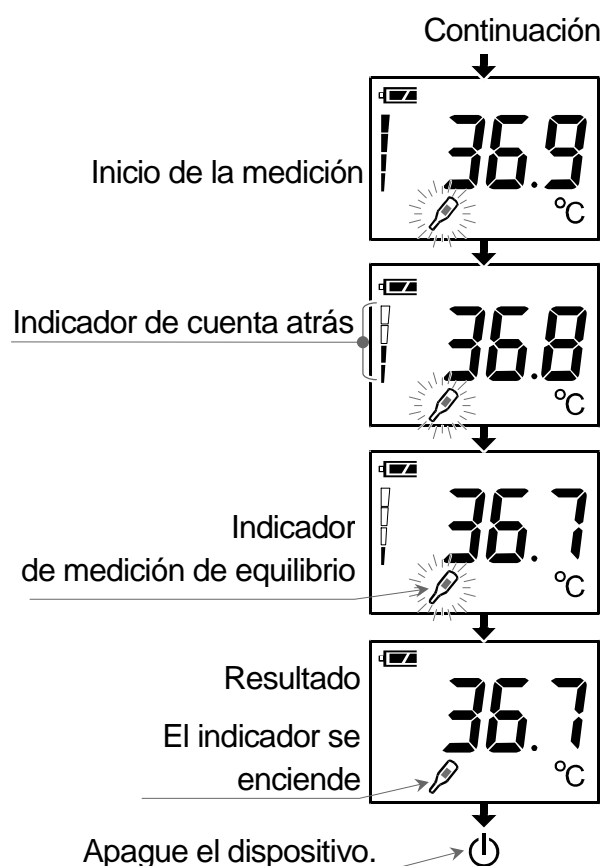 Continuación
36.9
°C
Inicio de la medición
36.8
°C
Indicador de cuenta atrás
36.7
°C
Indicador
de medición de equilibrio
36.7
°C
Resultado
El indicador se
enciende
Apague el dispositivo.